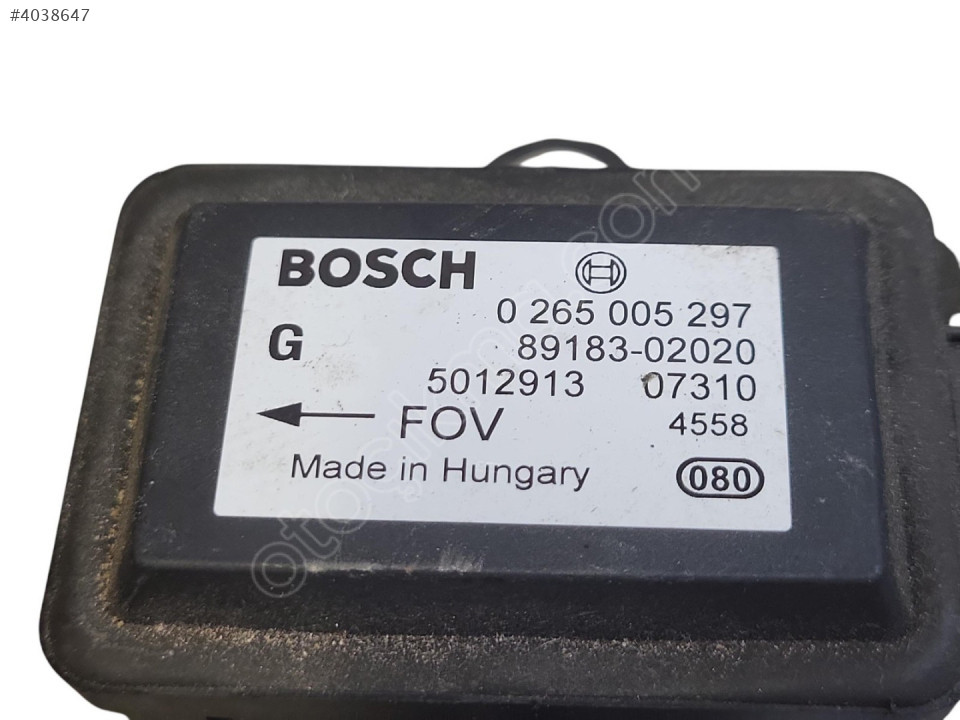 #4038647
BOSCH
0 265 005 297
G 89183-02020
5012913 07310
FOV 4558
Made in Hungary 080